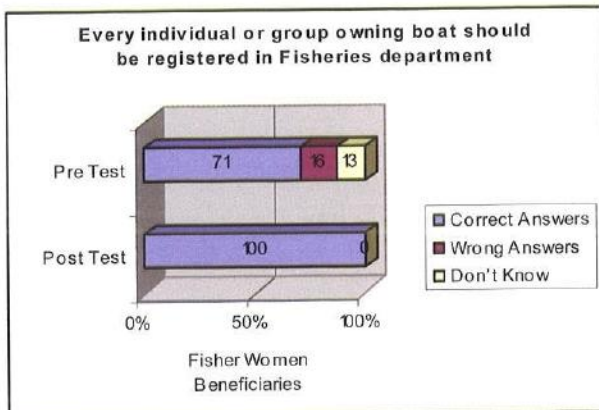 Every individual or group owning boat should
be registered in Fisheries department
Pre Test
71
16
13
Post Test
100
0
Correct Answers
Wrong Answers
Don't Know
0%
50%
100%
Fisher Women
Beneficiaries